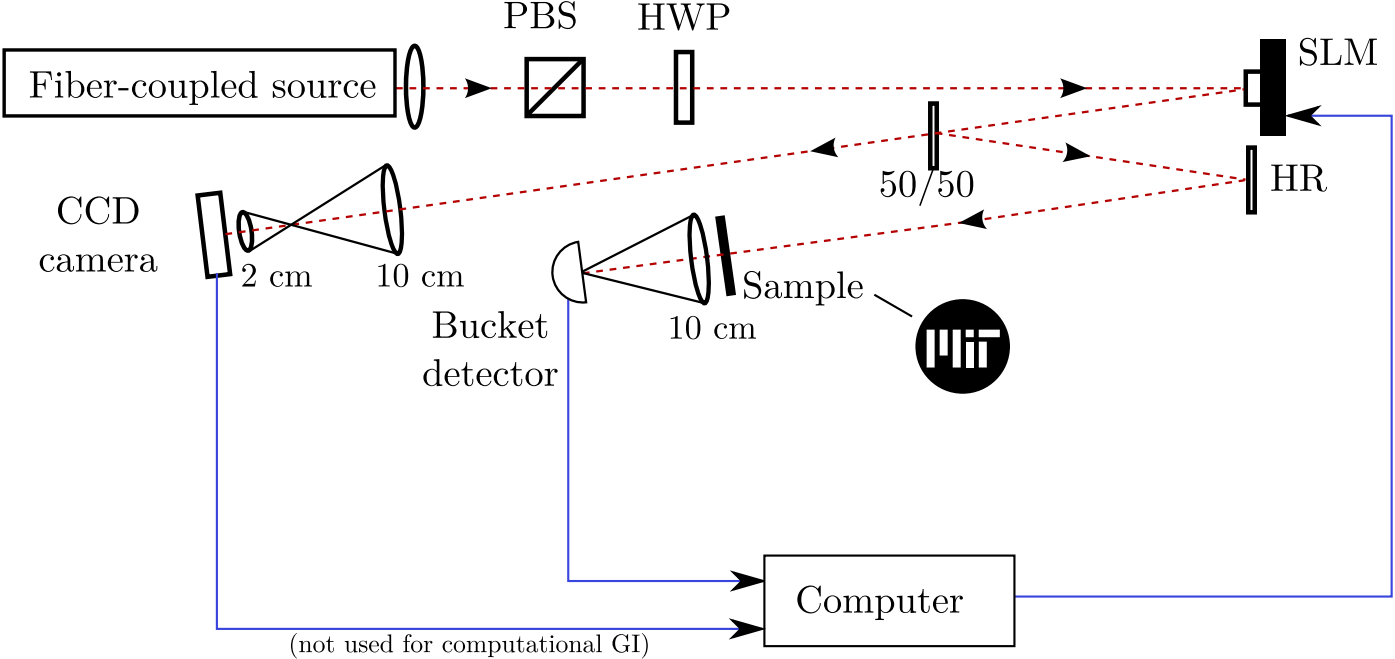 PBS
HWP
SLM
Fiber-coupled source
50/50
HR
CCD
camera
2 cm
10 cm
Sample
Bucket
detector
10 cm
MIT
Computer
(not used for computational GI)